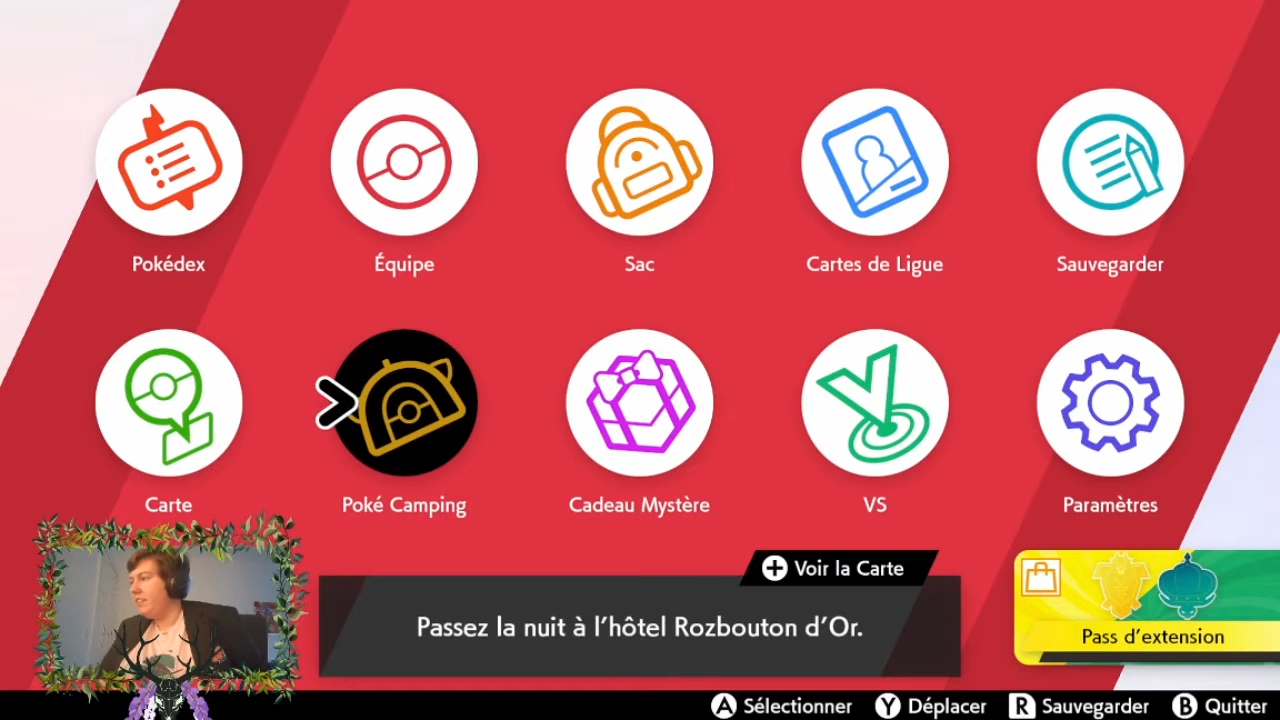 Pokédex
Équipe
Sac
Cartes de Ligue
Sauvegarder
Carte
Poké Camping
Cadeau Mystère
VS
Paramètres
+ Voir la Carte
Passez la nuit à l'hôtel Rozbouton d'Or.
Pass d'extension
A Sélectionner Y Déplacer R Sauvegarder B Quitter